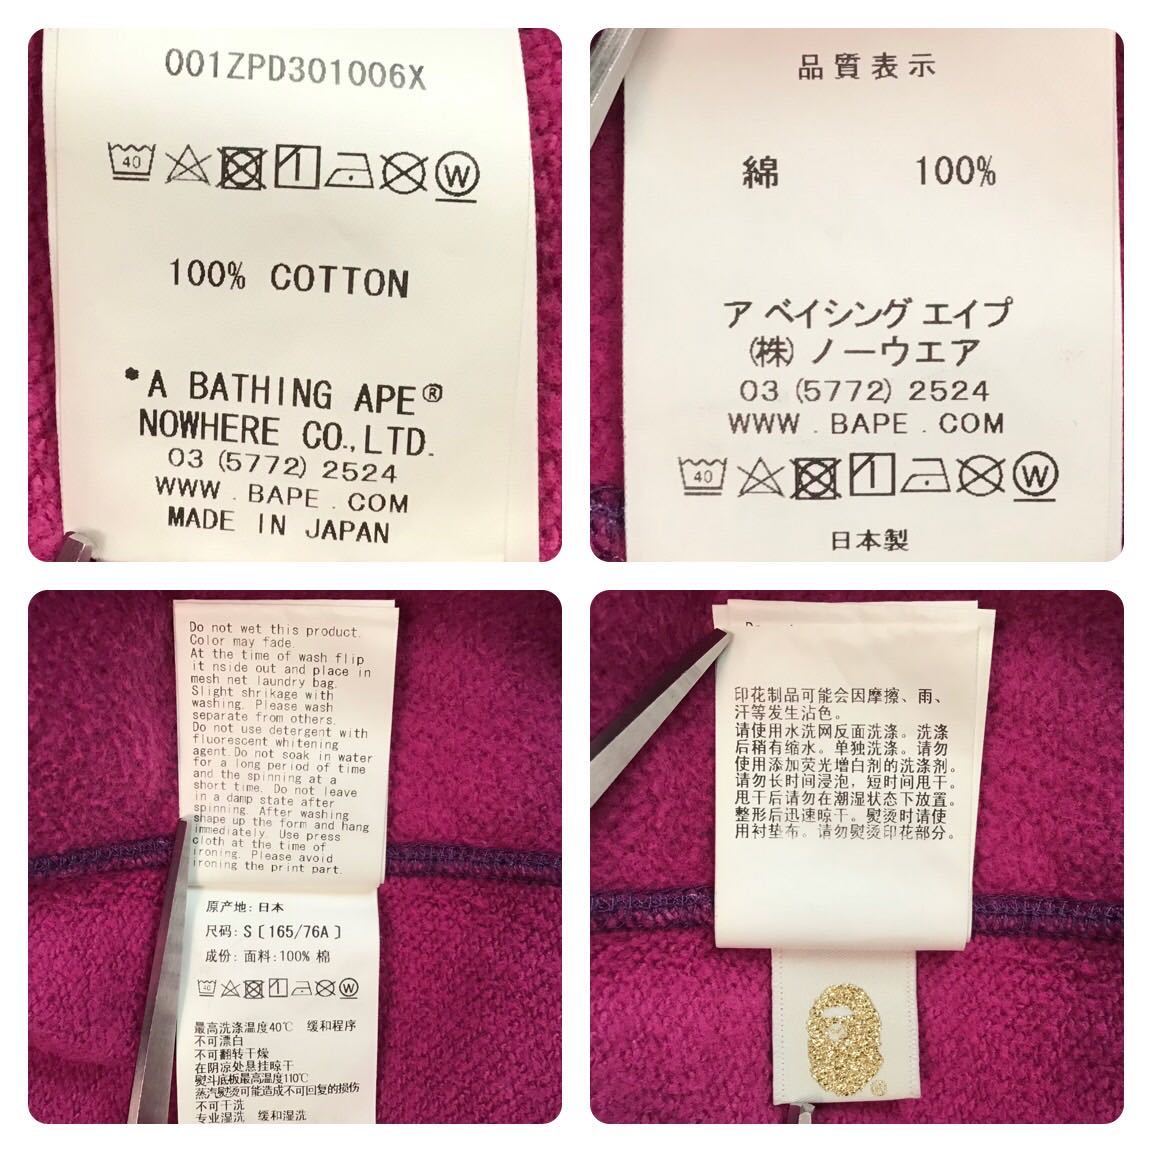 001ZPD301006X
40 W
100% COTTON
*A BATHING APE®
NOWHERE CO.,LTD.
03 (5772) 2524
WWW . BAPE . COM
MADE IN JAPAN
品質表示
綿 100%
ア ベイシング エイプ
(株) ノーウエア
03 (5772) 2524
WWW . BAPE . COM
40 W
日本製
Do not wet this product.
Color may fade.
At the time of wash flip
it nside out and place in
mesh net laundry bag.
Slight shrikage with
washing. Please wash
separate from others.
Do not use detergent with
fluorescent whitening
agent.Do not soak in water
for a long period of time
and the spinning at a
short time. Do not leave
in a damp state after
spinning. After washing
shape up the form and hang
immediately. Use press
cloth at the time of
ironing. Please avoid
ironing the print part.
原产地: 日本
尺码: S [165/76A]
成份: 面料:100% 棉
40 W
最高洗涤温度40℃ 缓和程序
不可漂白
不可翻转干燥
在阴凉处悬挂晾干
熨斗底板最高温度110℃
蒸汽熨烫可能造成不可回复的损伤
不可干洗
专业湿洗 缓和湿洗
印花制品可能会因摩擦、雨、
汗等发生沾色。
请使用水洗网反面洗涤。洗涤
后稍有缩水。单独洗涤。请勿
使用添加荧光增白剂的洗涤剂。
请勿长时间浸泡，短时间甩干。
甩干后请勿在潮湿状态下放置。
整形后迅速晾干。熨烫时请使
用衬垫布。请勿熨烫印花部分。
®